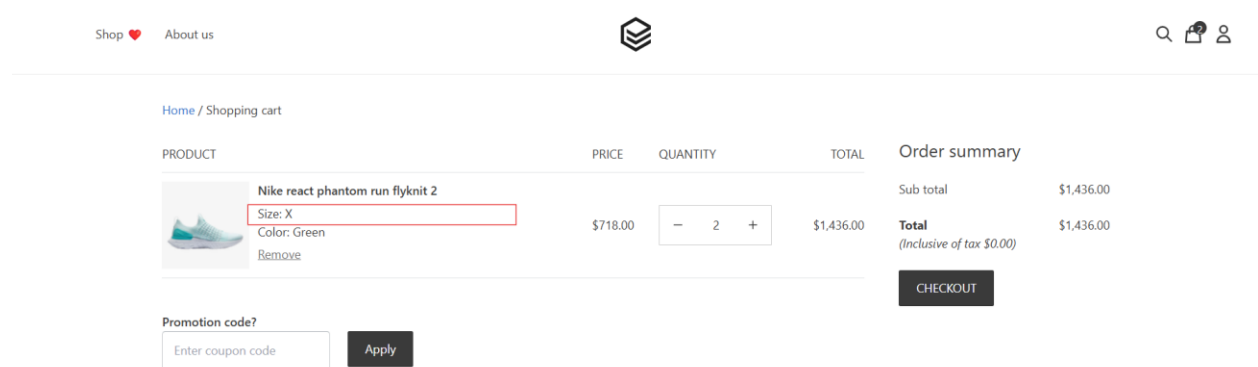 Shop ❤️ About us
2
Home / Shopping cart
PRODUCT PRICE QUANTITY TOTAL
Nike react phantom run flyknit 2
Size: X
Color: Green
Remove
$718.00 − 2 + $1,436.00
Order summary
Sub total $1,436.00
Total $1,436.00
(Inclusive of tax $0.00)
CHECKOUT
Promotion code?
Enter coupon code Apply